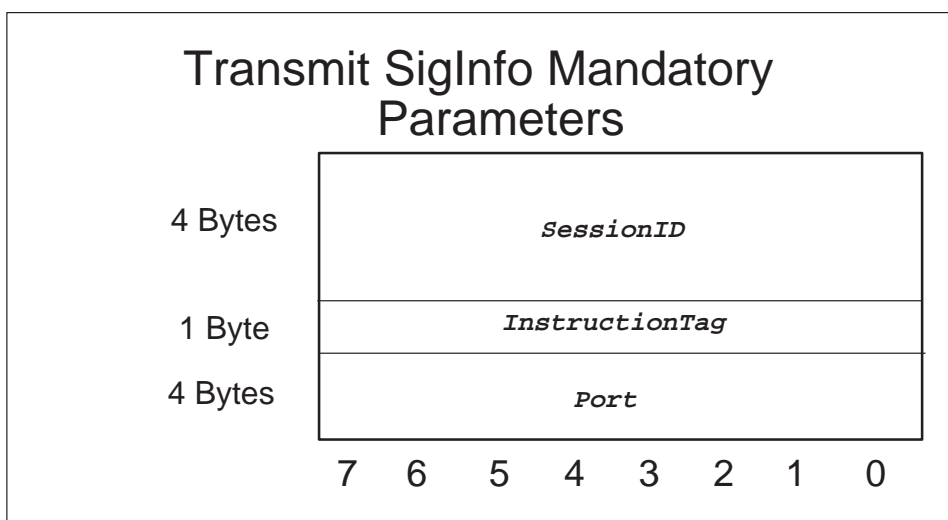 Transmit SigInfo Mandatory
Parameters
4 Bytes
SessionID
1 Byte
InstructionTag
4 Bytes
Port
7 6 5 4 3 2 1 0